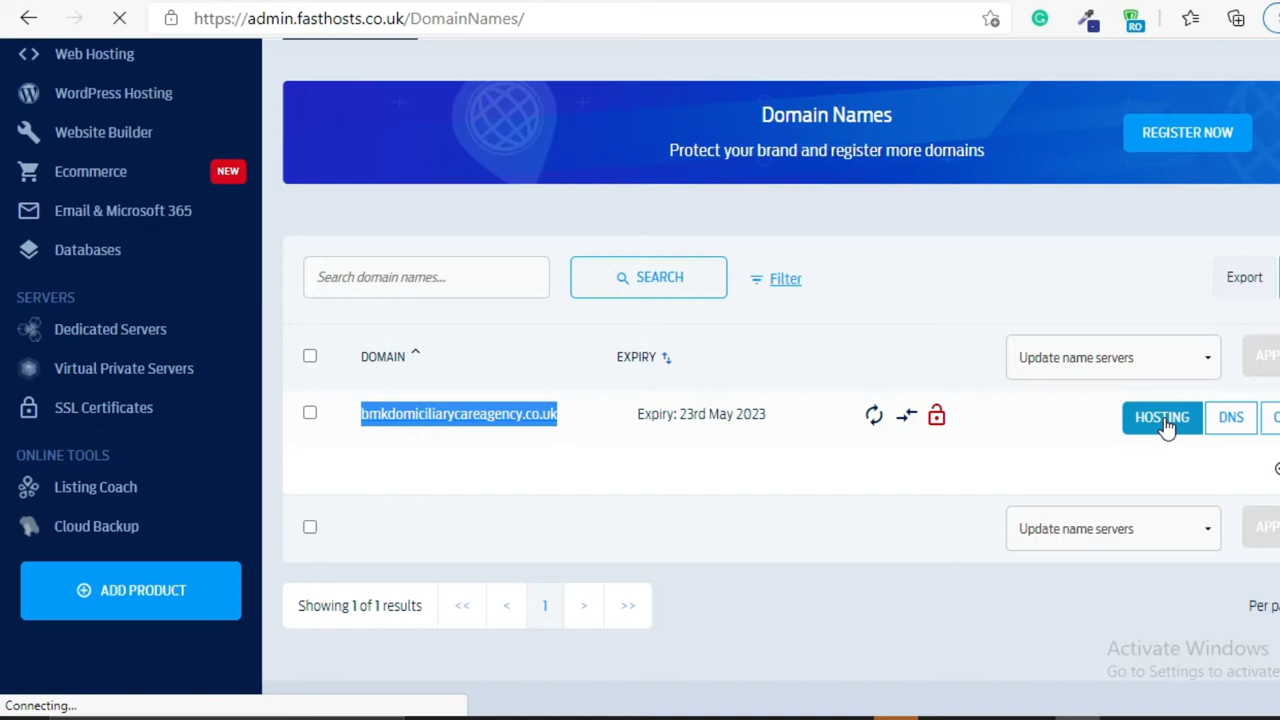 https://admin.fasthosts.co.uk/DomainNames/
RO
Web Hosting
WordPress Hosting
Website Builder
Ecommerce NEW
Email & Microsoft 365
Databases
SERVERS
Dedicated Servers
Virtual Private Servers
SSL Certificates
ONLINE TOOLS
Listing Coach
Cloud Backup
ADD PRODUCT
Domain Names
Protect your brand and register more domains
REGISTER NOW
Search domain names...
SEARCH
Filter
Export
DOMAIN
EXPIRY
Update name servers
APP
bmkdomiciliarycareagency.co.uk
Expiry: 23rd May 2023
HOSTING
DNS
Update name servers
APP
Showing 1 of 1 results
<<
<
1
>
>>
Per pa
Activate Windows
Go to Settings to activate
Connecting...